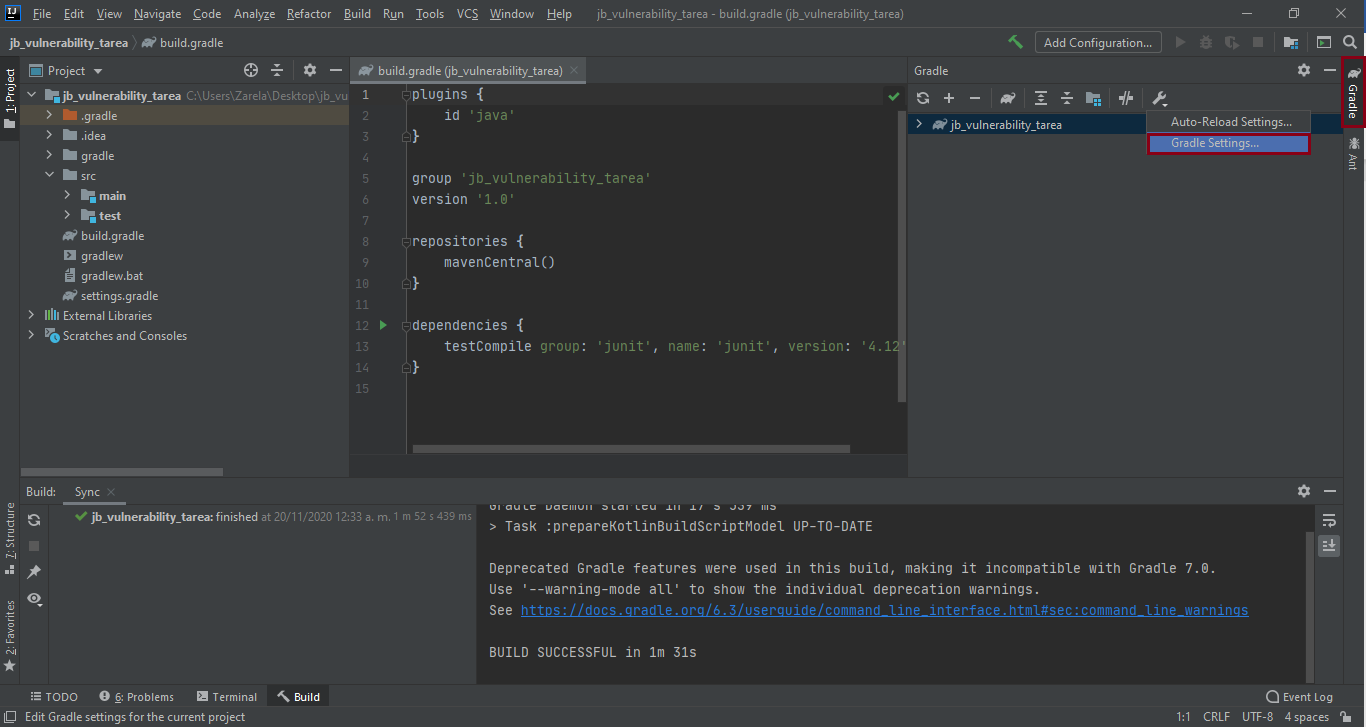 IJ File Edit View Navigate Code Analyze Refactor Build Run Tools VCS Window Help jb_vulnerability_tarea - build.gradle (jb_vulnerability_tarea)
jb_vulnerability_tarea build.gradle Add Configuration...
1: Project
Project
jb_vulnerability_tarea C:\Users\Zarela\Desktop\jb_vu
.gradle
.idea
gradle
src
main
test
build.gradle
gradlew
gradlew.bat
settings.gradle
External Libraries
Scratches and Consoles
build.gradle (jb_vulnerability_tarea)
1 plugins {
2 id 'java'
3 }
4
5 group 'jb_vulnerability_tarea'
6 version '1.0'
7
8 repositories {
9 mavenCentral()
10 }
11
12 dependencies {
13 testCompile group: 'junit', name: 'junit', version: '4.12'
14 }
15
Gradle
jb_vulnerability_tarea
Auto-Reload Settings...
Gradle Settings...
Gradle
Ant
Build: Sync
jb_vulnerability_tarea: finished at 20/11/2020 12:33 a. m. 1 m 52 s 439 ms
Gradle Daemon started in 17 s 539 ms
> Task :prepareKotlinBuildScriptModel UP-TO-DATE
Deprecated Gradle features were used in this build, making it incompatible with Gradle 7.0.
Use '--warning-mode all' to show the individual deprecation warnings.
See https://docs.gradle.org/6.3/userguide/command_line_interface.html#sec:command_line_warnings
BUILD SUCCESSFUL in 1m 31s
7: Structure
2: Favorites
TODO 6: Problems Terminal Build Event Log
Edit Gradle settings for the current project 1:1 CRLF UTF-8 4 spaces